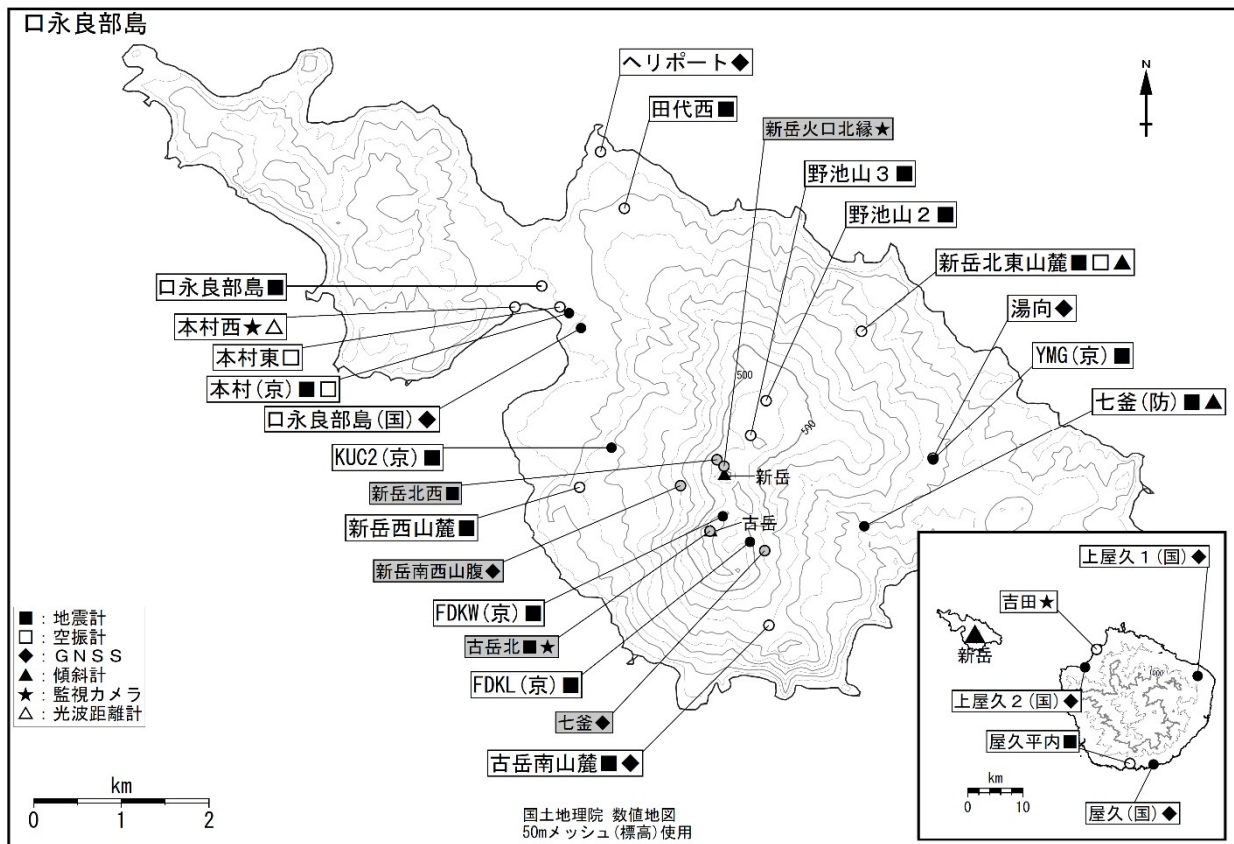 口永良部島
ヘリポート◆
田代西■
新岳火口北縁★
野池山3■
野池山2■
新岳北東山麓■□▲
湯向◆
YMG(京)■
七釜(防)■▲
口永良部島■
本村西★△
本村東□
本村(京)■□
口永良部島(国)◆
KUC2(京)■
新岳北西■
新岳西山麓■
新岳南西山腹◆
FDKW(京)■
古岳北■★
FDKL(京)■
七釜◆
古岳南山麓■◆
N
500
500
新岳
古岳
■：地震計
□：空振計
◆：GNSS
▲：傾斜計
★：監視カメラ
△：光波距離計
km
0 1 2
国土地理院 数値地図
50mメッシュ(標高)使用
上屋久1(国)◆
吉田★
新岳
1000
上屋久2(国)◆
屋久平内■
km
0 10
屋久(国)◆